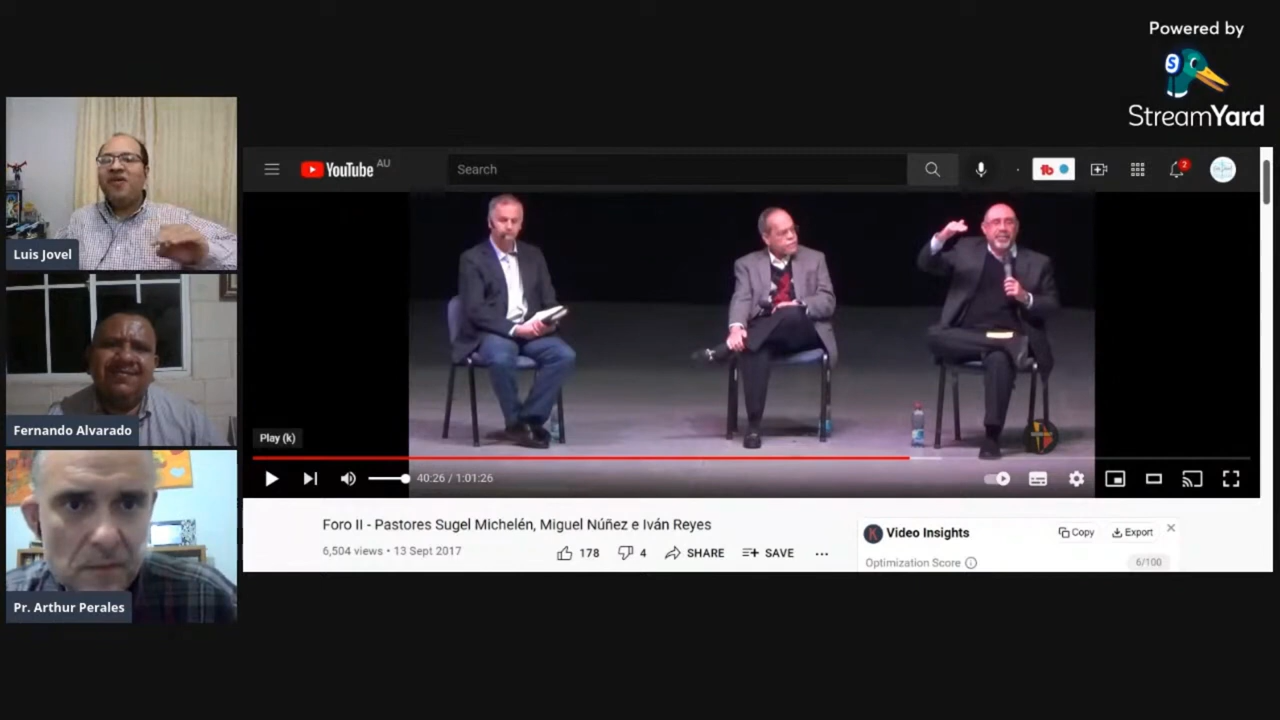 Powered by
StreamYard
Luis Jovel
Fernando Alvarado
Pr. Arthur Perales
YouTube AU
Search
2
Play (k)
40:26 / 1:01:26
Foro II - Pastores Sugel Michelén, Miguel Núñez e Iván Reyes
6,504 views • 13 Sept 2017
178
4
SHARE
SAVE
Video Insights
Copy
Export
Optimization Score
6/100